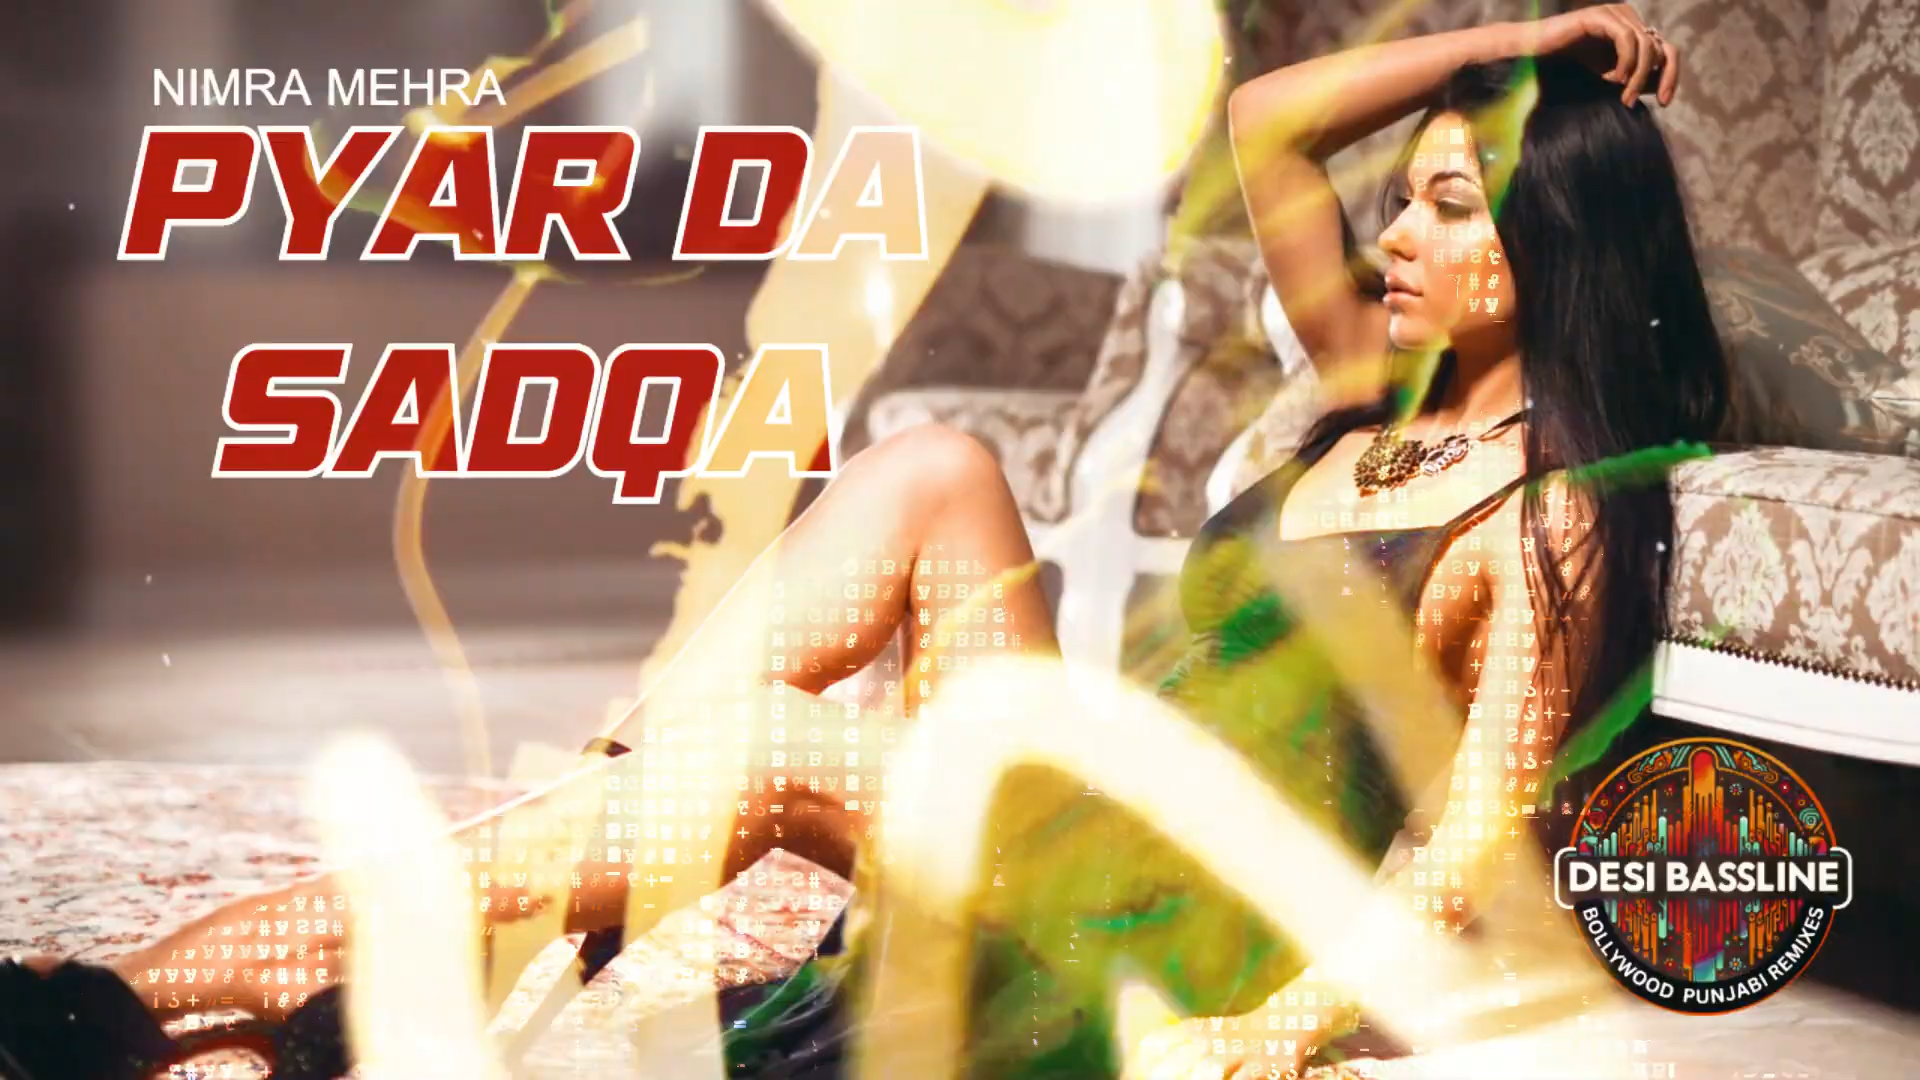 NIMRA MEHRA
PYAR DA
SADQA
DESI BASSLINE
BOLLYWOOD PUNJABI REMIXES